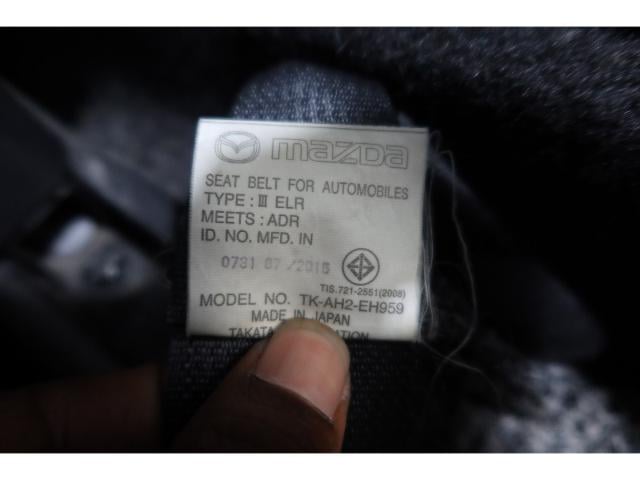 mazda
SEAT BELT FOR AUTOMOBILES
TYPE : III ELR
MEETS : ADR
ID. NO. MFD. IN
0731 07 /2015
TIS.721-2551(2008)
MODEL NO. TK-AH2-EH959
MADE IN JAPAN